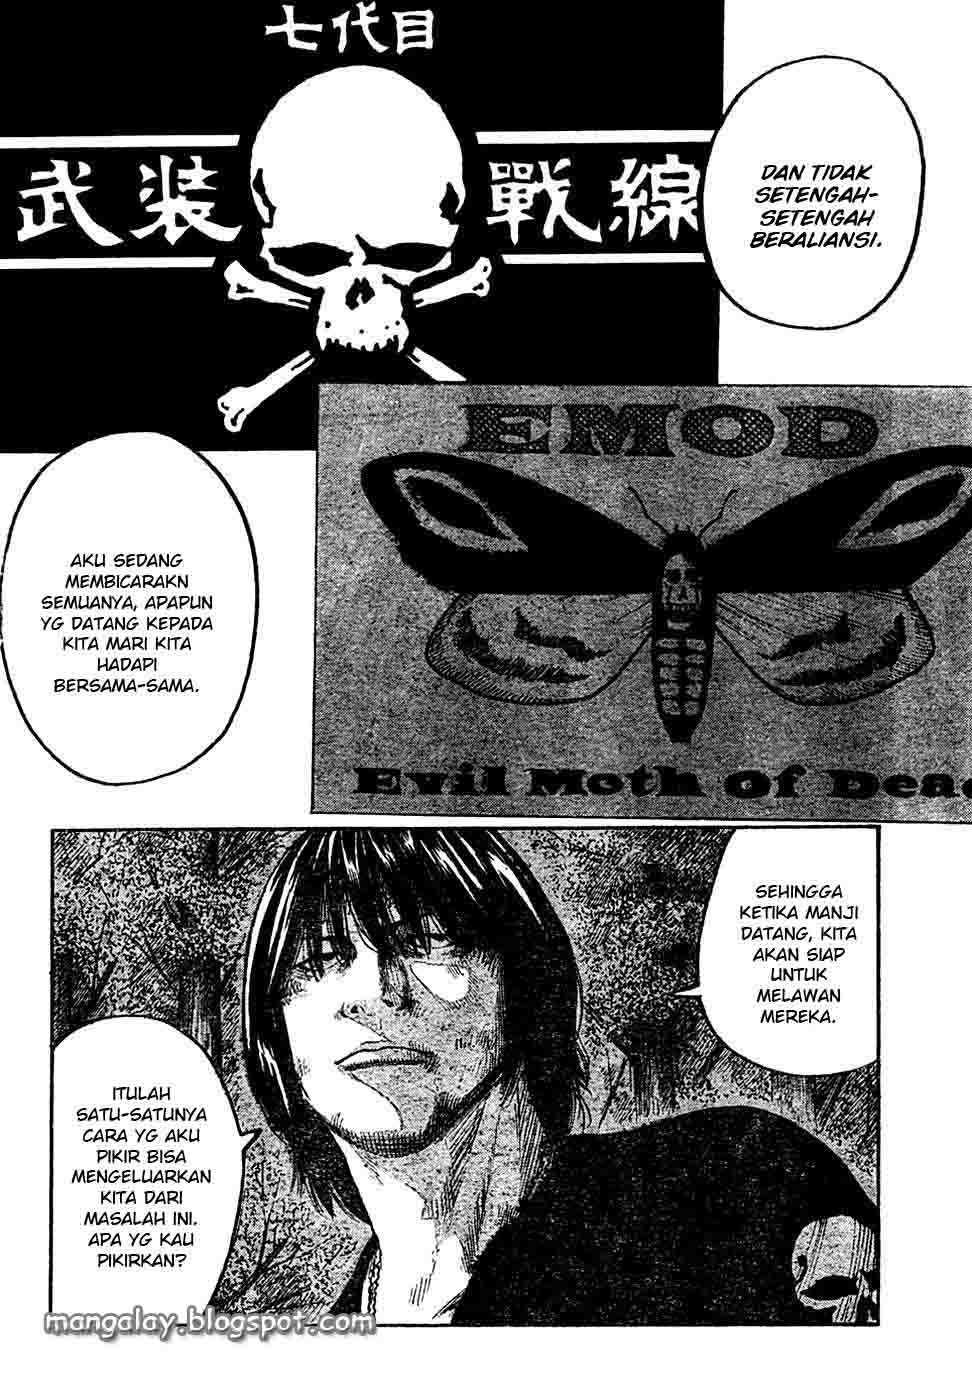 七代目
武装 戰線
DAN TIDAK
SETENGAH-
SETENGAH
BERALIANSI.
EMOD
Evil Moth Of Dea
AKU SEDANG
MEMBICARAKN
SEMUANYA, APAPUN
YG DATANG KEPADA
KITA MARI KITA
HADAPI
BERSAMA-SAMA.
SEHINGGA
KETIKA MANJI
DATANG, KITA
AKAN SIAP
UNTUK
MELAWAN
MEREKA.
ITULAH
SATU-SATUNYA
CARA YG AKU
PIKIR BISA
MENGELUARKAN
KITA DARI
MASALAH INI.
APA YG KAU
PIKIRKAN?
mangalay.blogspot.com